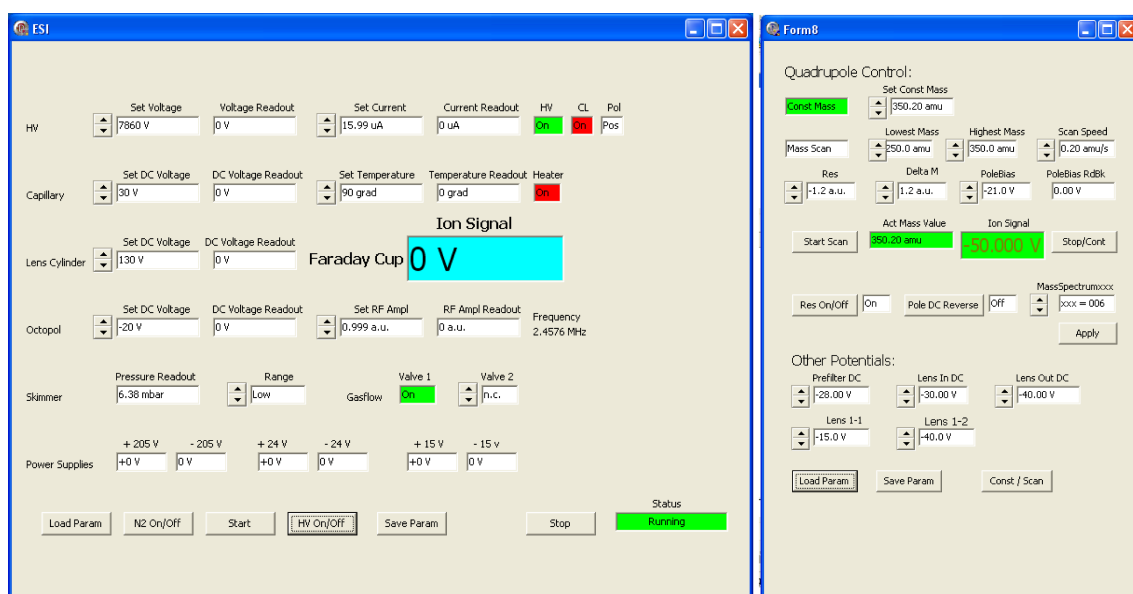 ESI
Set Voltage Voltage Readout Set Current Current Readout HV CL Pol
HV 7860 V 0 V 15.99 uA 0 uA On On Pos
Set DC Voltage DC Voltage Readout Set Temperature Temperature Readout Heater
Capillary 30 V 0 V 90 grad 0 grad On
Ion Signal
Set DC Voltage DC Voltage Readout
Lens Cylinder 130 V 0 V Faraday Cup 0 V
Set DC Voltage DC Voltage Readout Set RF Ampl RF Ampl Readout Frequency
Octopol -20 V 0 V 0.999 a.u. 0 a.u. 2.4576 MHz
Pressure Readout Range Valve 1 Valve 2
Skimmer 6.38 mbar Low Gasflow On n.c.
+ 205 V - 205 V + 24 V - 24 V + 15 V - 15 v
Power Supplies +0 V 0 V +0 V 0 V +0 V 0 V
Status
Load Param N2 On/Off Start HV On/Off Save Param Stop Running
Form8
Quadrupole Control:
Set Const Mass
Const Mass 350.20 amu
Lowest Mass Highest Mass Scan Speed
Mass Scan 250.0 amu 350.0 amu 0.20 amu/s
Res Delta M PoleBias PoleBias RdBk
-1.2 a.u. 1.2 a.u. -21.0 V 0.00 V
Act Mass Value Ion Signal
Start Scan 350.20 amu -50.000 V Stop/Cont
MassSpectrumxxx
Res On/Off On Pole DC Reverse Off xxx = 006
Apply
Other Potentials:
Prefilter DC Lens In DC Lens Out DC
-28.00 V -30.00 V -40.00 V
Lens 1-1 Lens 1-2
-15.0 V -40.0 V
Load Param Save Param Const / Scan